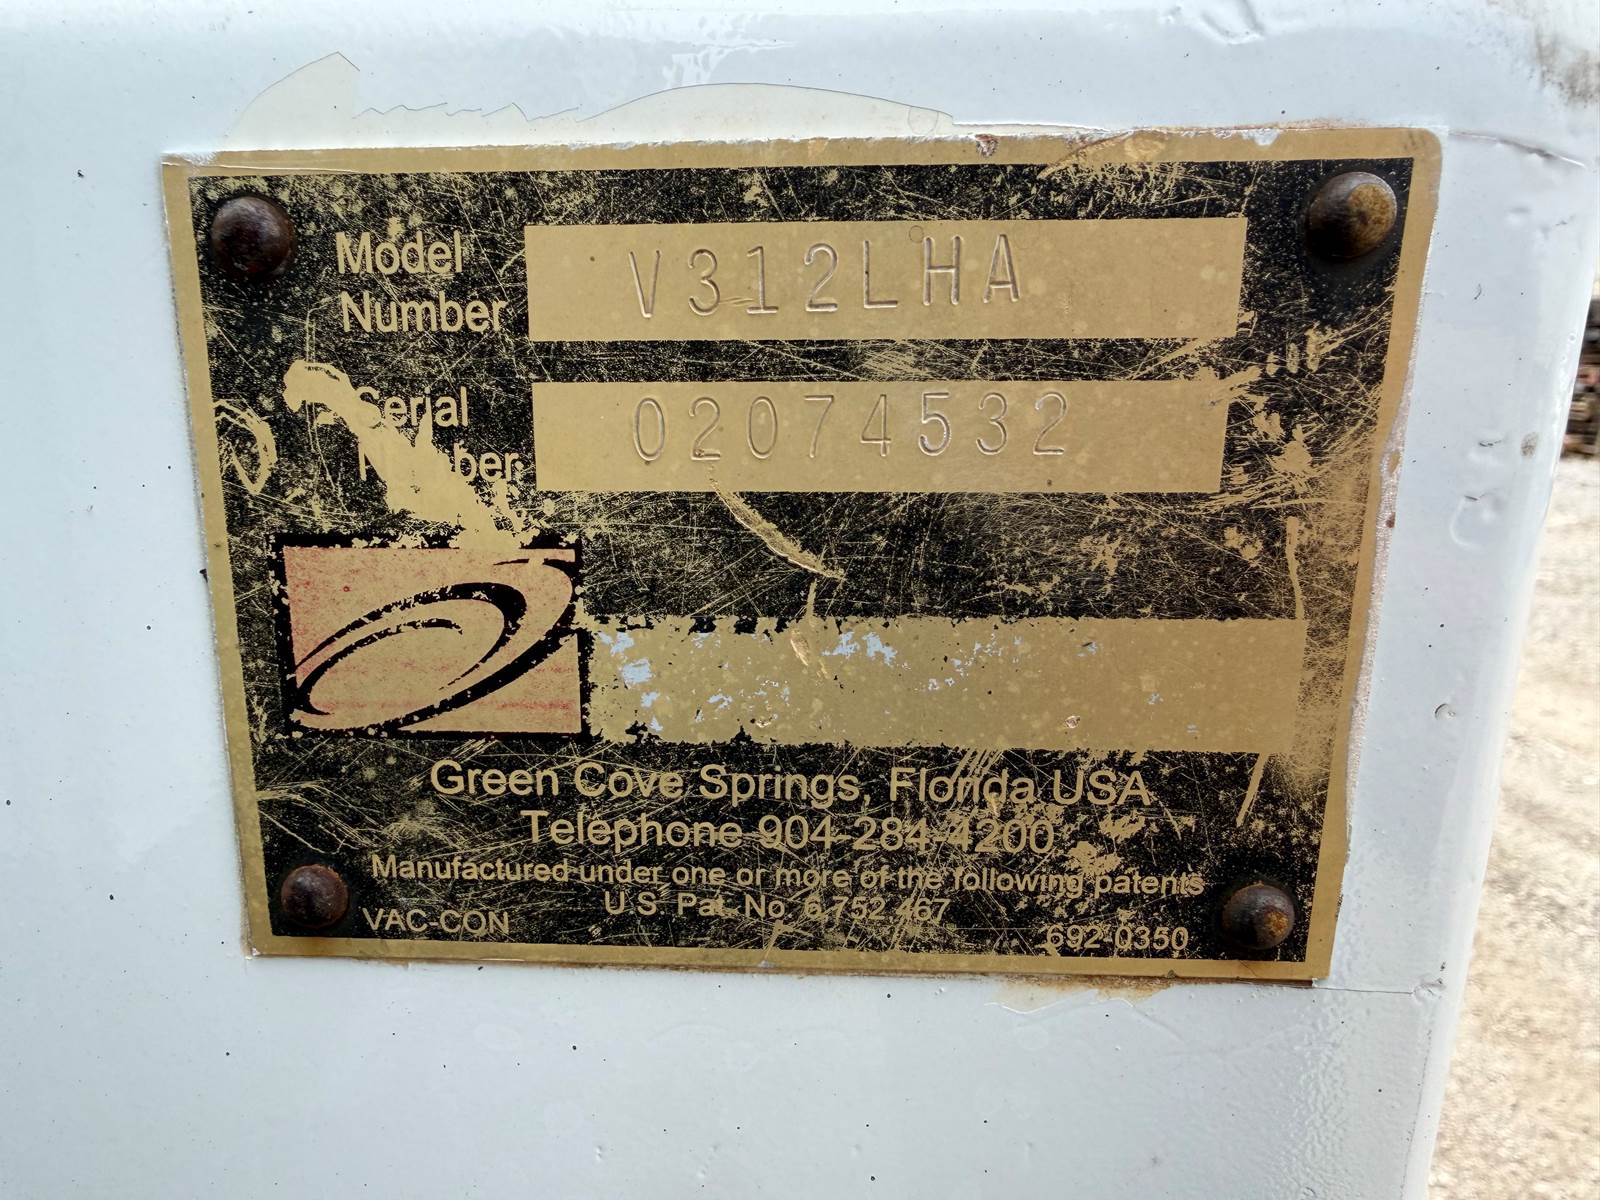 Model Number V312LHA
Serial Number 02074532
Green Cove Springs, Florida USA
Telephone 904-284-4200
Manufactured under one or more of the following patents
U.S. Pat. No. 6,752,467
VAC-CON 692-0350